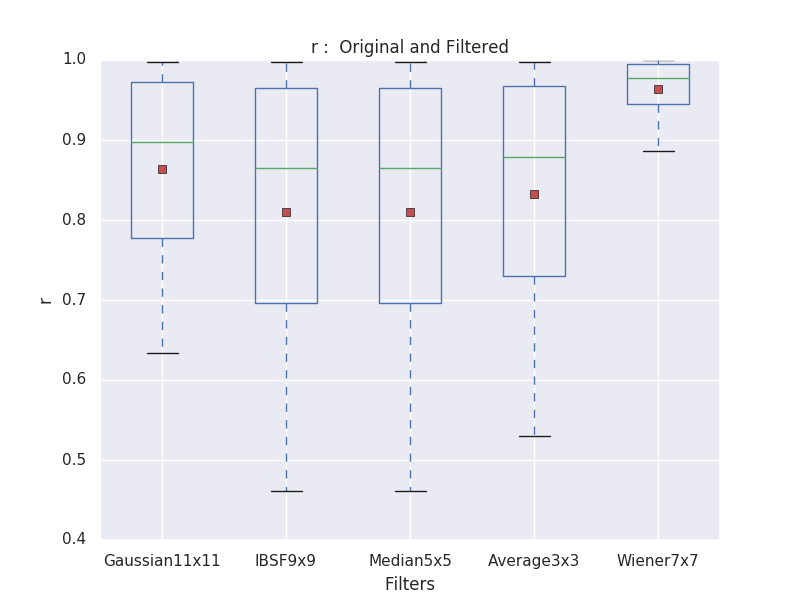 r :  Original and Filtered
1.0
0.9
0.8
0.7
0.6
0.5
0.4
r
Gaussian11x11 IBSF9x9 Median5x5 Average3x3 Wiener7x7
Filters